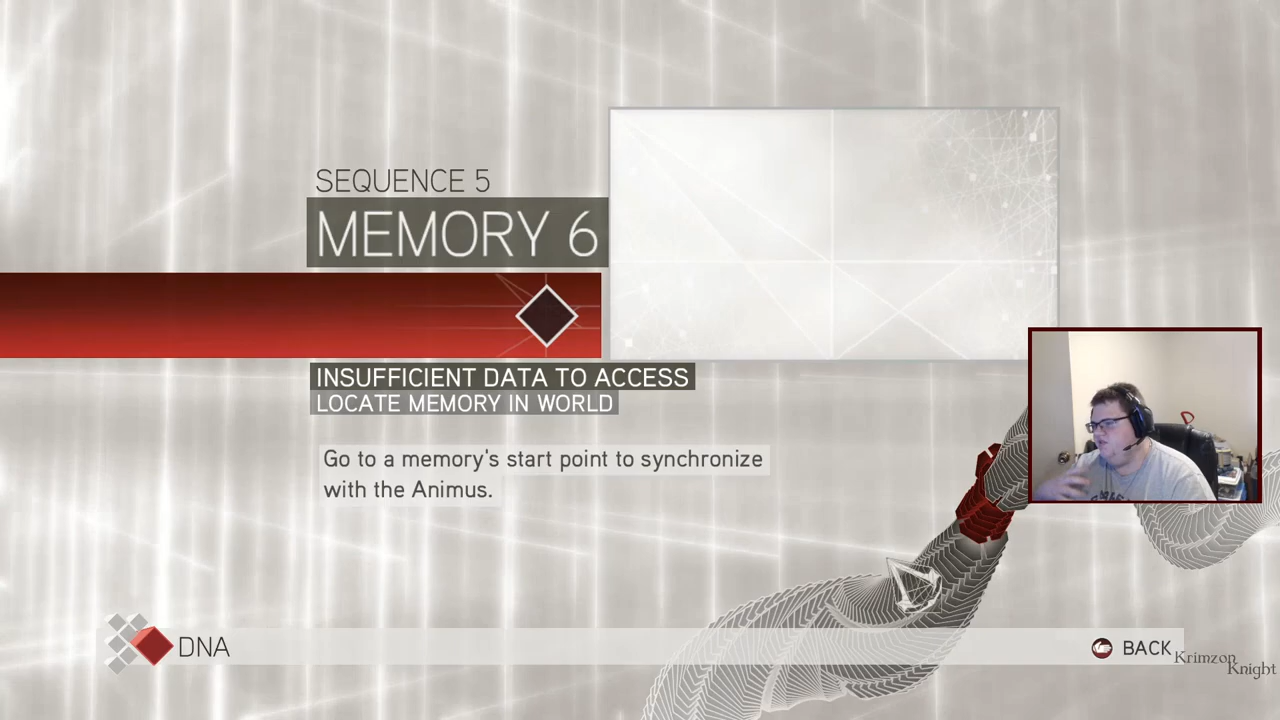 SEQUENCE 5
MEMORY 6
INSUFFICIENT DATA TO ACCESS
LOCATE MEMORY IN WORLD
Go to a memory's start point to synchronize
with the Animus.
DNA
BACK
Krimzon
Knight